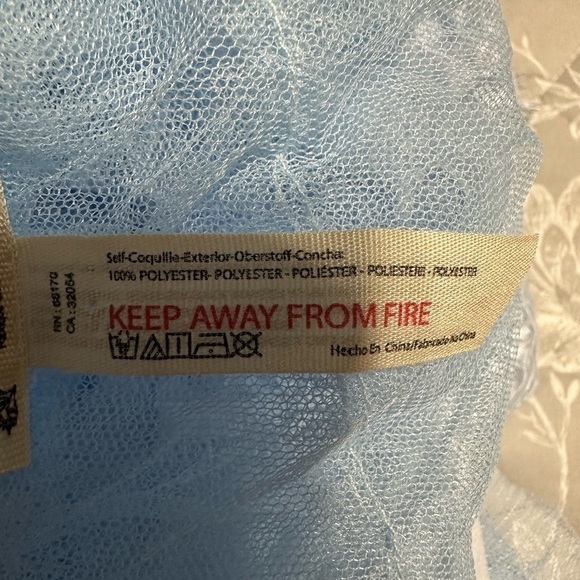 Self-Coquille-Exterior-Oberstoff-Concha:
100% POLYESTER- POLYESTER - POLIÉSTER - POLIESTERE - POLYESTER
KEEP AWAY FROM FIRE
Hecho En China/Fabricado Na China
RN : 66170
CA : 32064